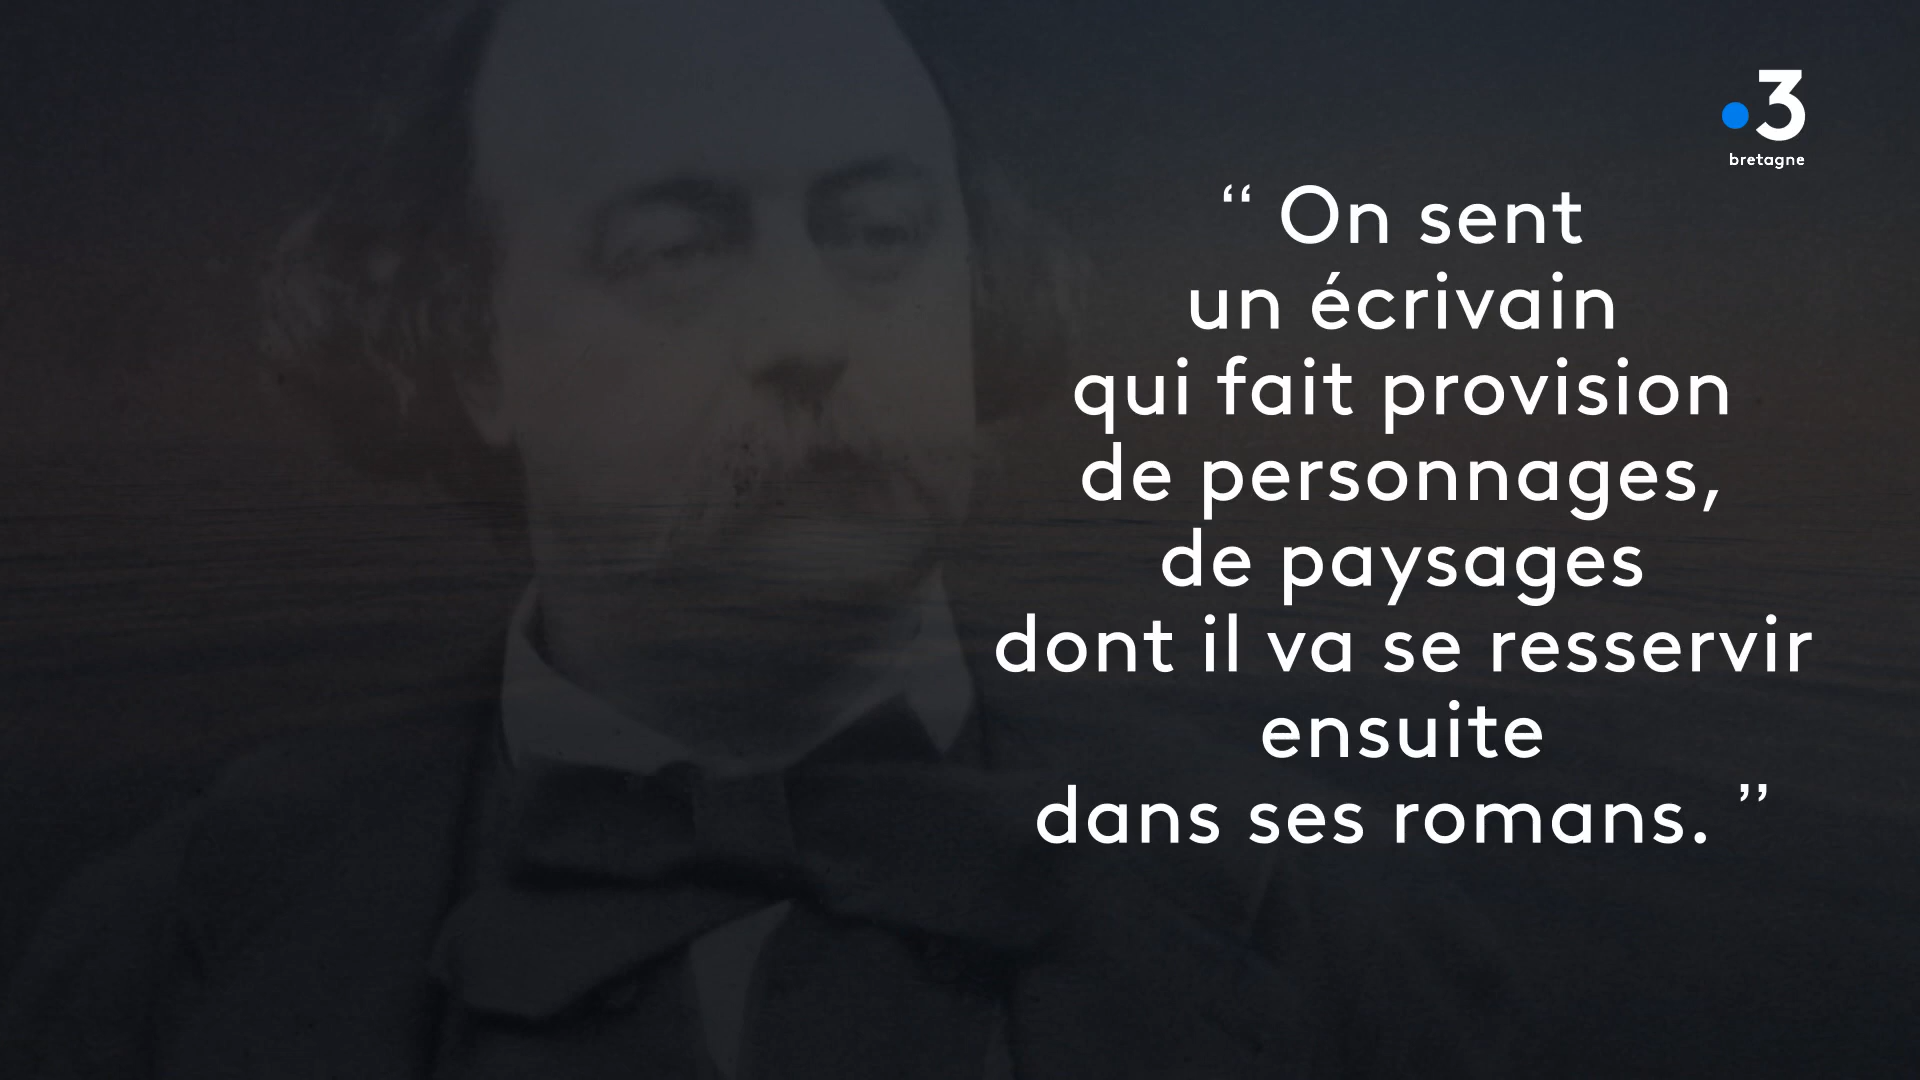 3
bretagne
“ On sent
un écrivain
qui fait provision
de personnages,
de paysages
dont il va se resservir
ensuite
dans ses romans. ”